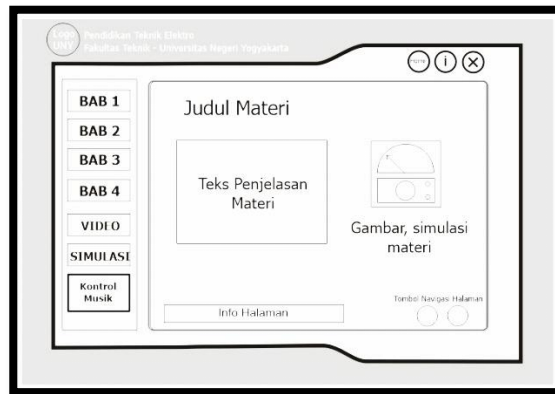 Logo
UNY
Pendidikan Teknik Elektro
Fakultas Teknik - Universitas Negeri Yogyakarta
Home
i
X
BAB 1
BAB 2
BAB 3
BAB 4
VIDEO
SIMULASI
Kontrol
Musik
Judul Materi
Teks Penjelasan
Materi
Gambar, simulasi
materi
Tombol Navigasi Halaman
Info Halaman